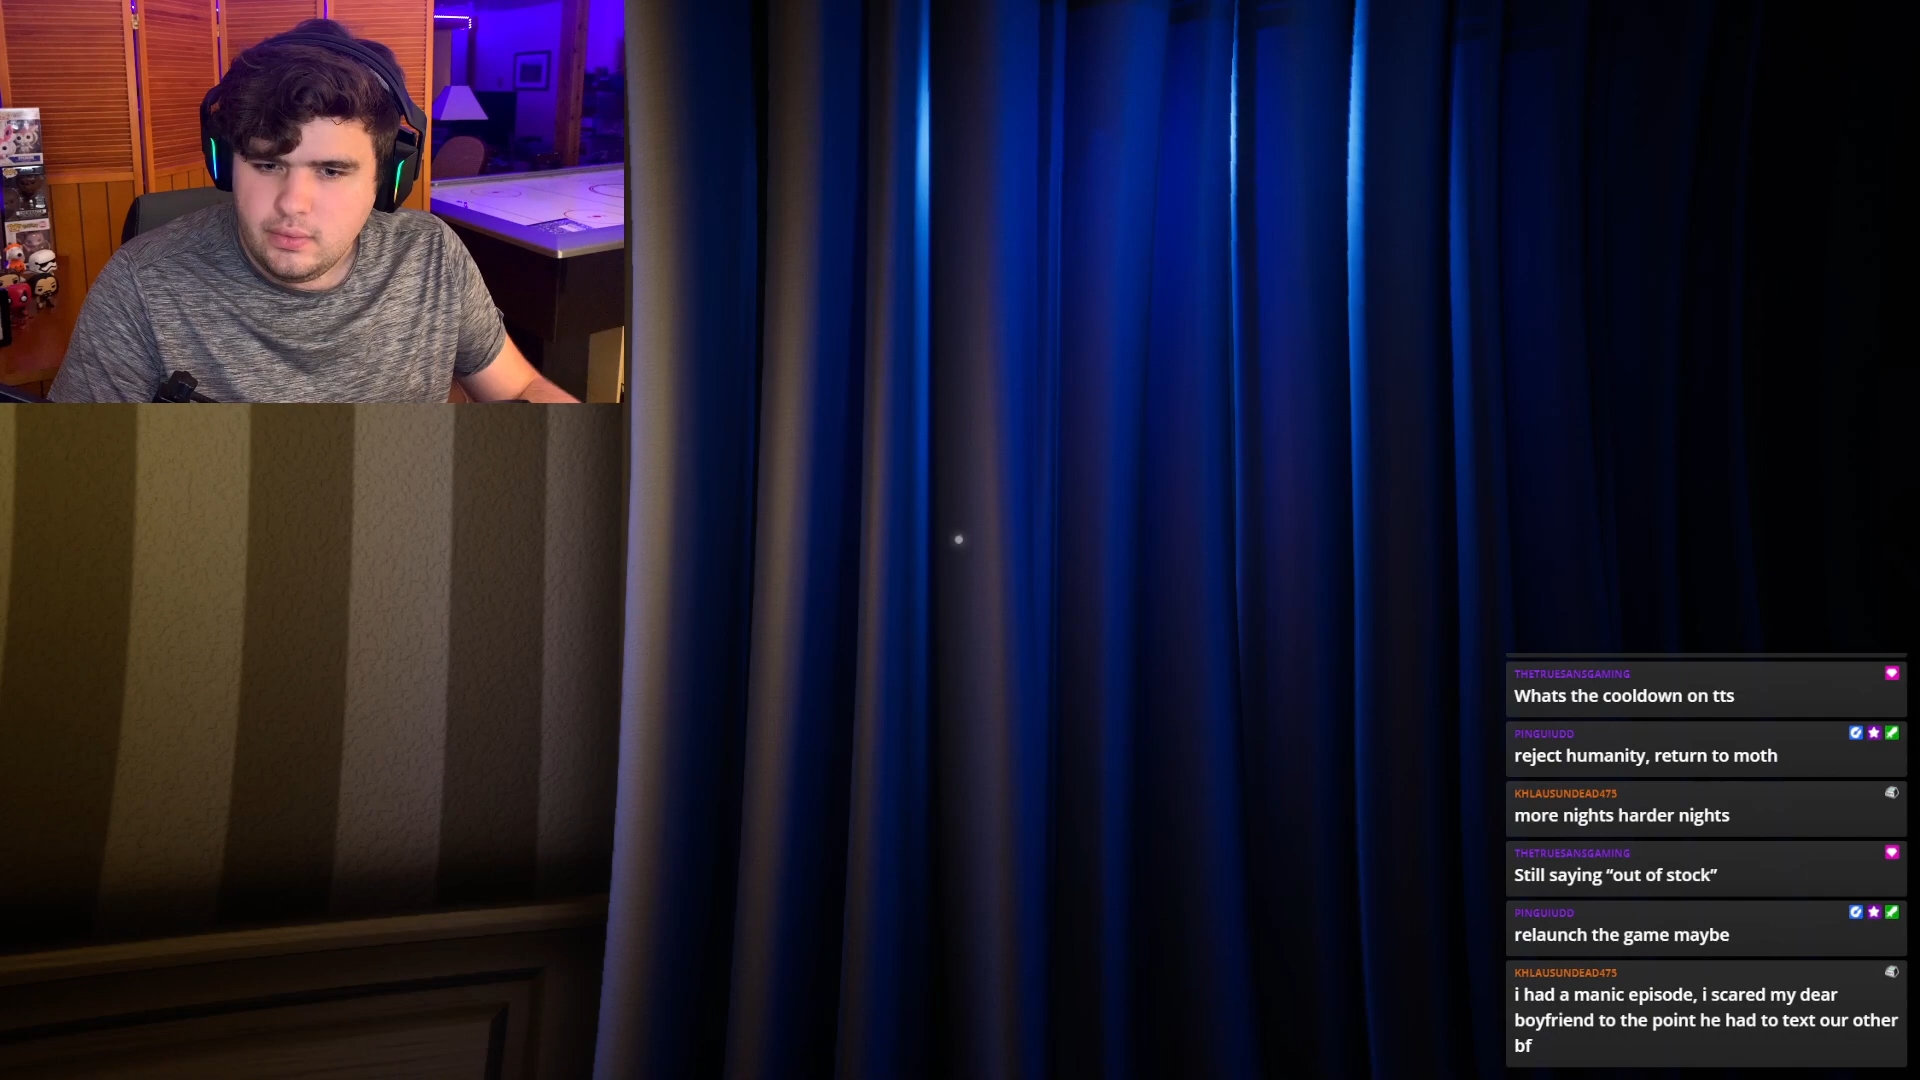 THETRUESANSGAMING
Whats the cooldown on tts
PINGUIUDD
reject humanity, return to moth
KHLAUSUNDEAD475
more nights harder nights
THETRUESANSGAMING
Still saying “out of stock”
PINGUIUDD
relaunch the game maybe
KHLAUSUNDEAD475
i had a manic episode, i scared my dear
boyfriend to the point he had to text our other
bf